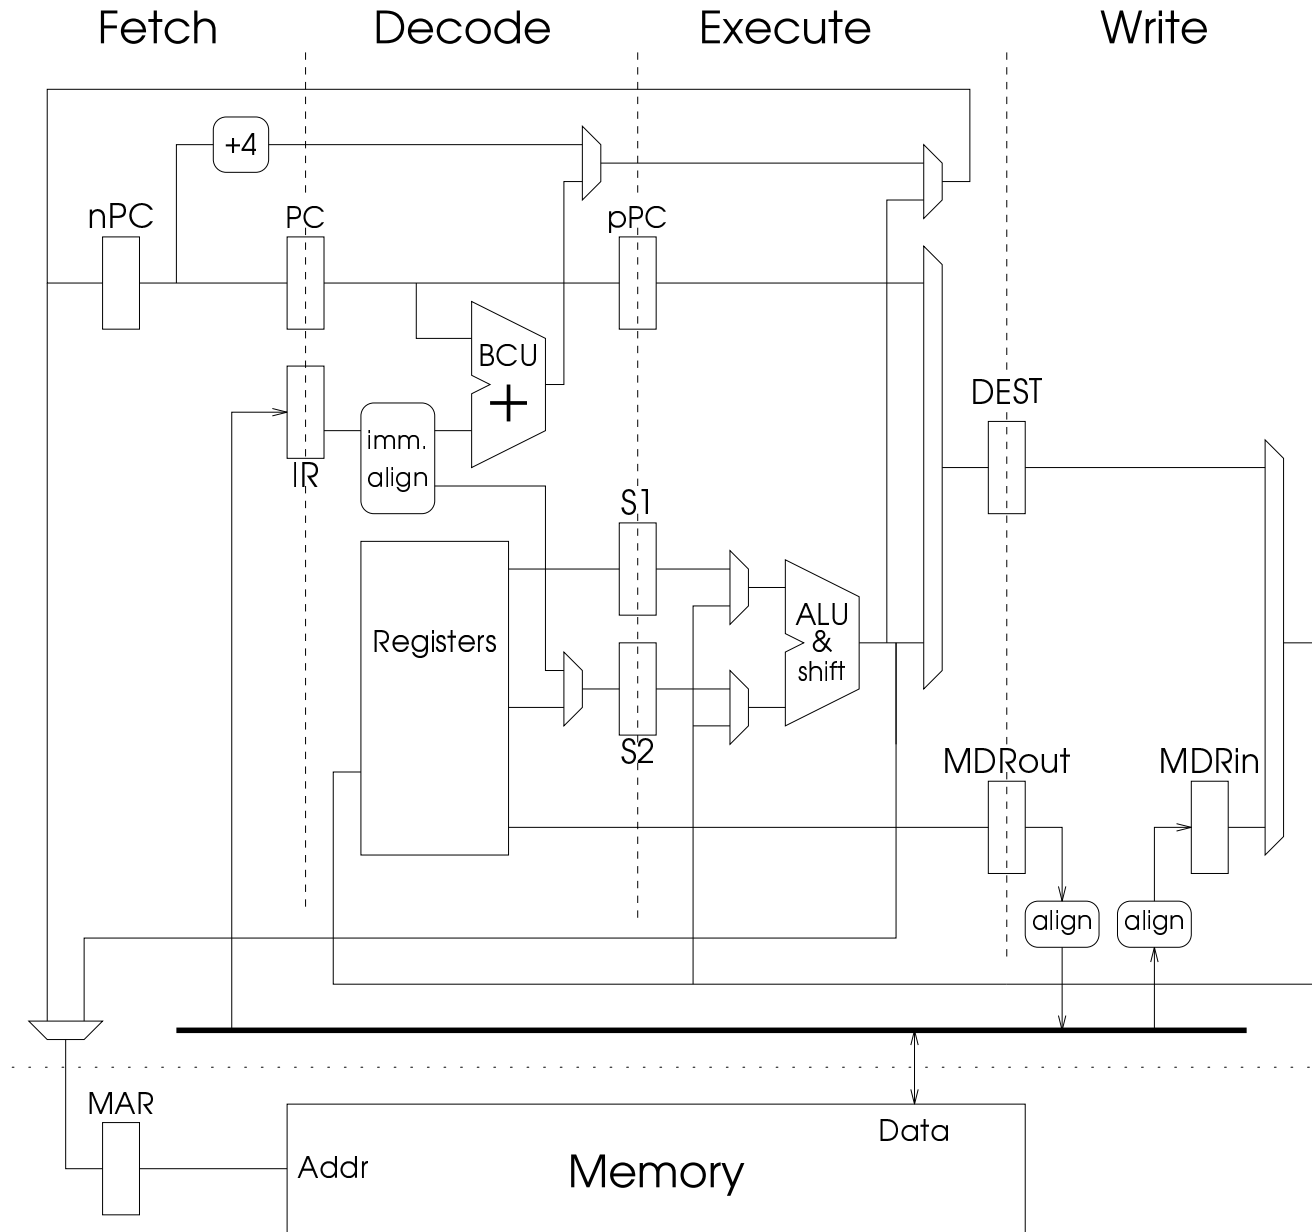 Fetch
Decode
Execute
Write
+4
nPC
PC
pPC
BCU
+
DEST
imm.
align
IR
S1
Registers
ALU
&
shift
S2
MDRout
MDRin
align
align
MAR
Data
Addr
Memory